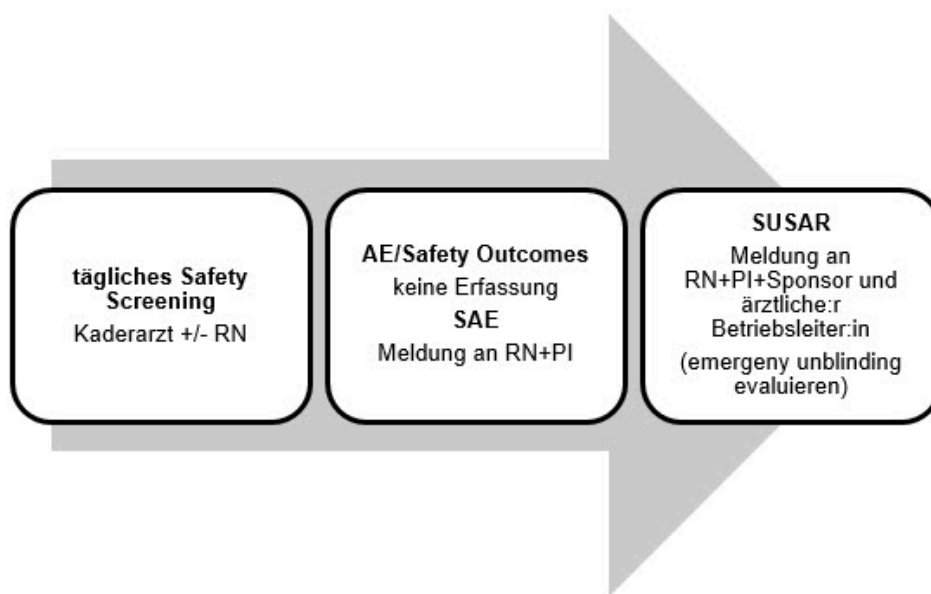 tägliches Safety
Screening
Kaderarzt +/- RN
AE/Safety Outcomes
keine Erfassung
SAE
Meldung an RN+PI
SUSAR
Meldung an
RN+PI+Sponsor und
ärztliche:r
Betriebsleiter:in
(emergeny unblinding
evaluieren)